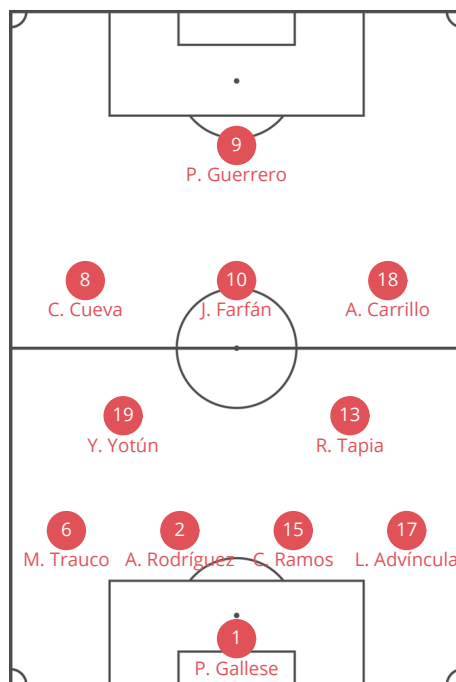 9
P. Guerrero
8 10 18
C. Cueva J. Farfán A. Carrillo
19 13
Y. Yotún R. Tapia
6 2 15 17
M. Trauco A. Rodríguez C. Ramos L. Advíncula
1
P. Gallese